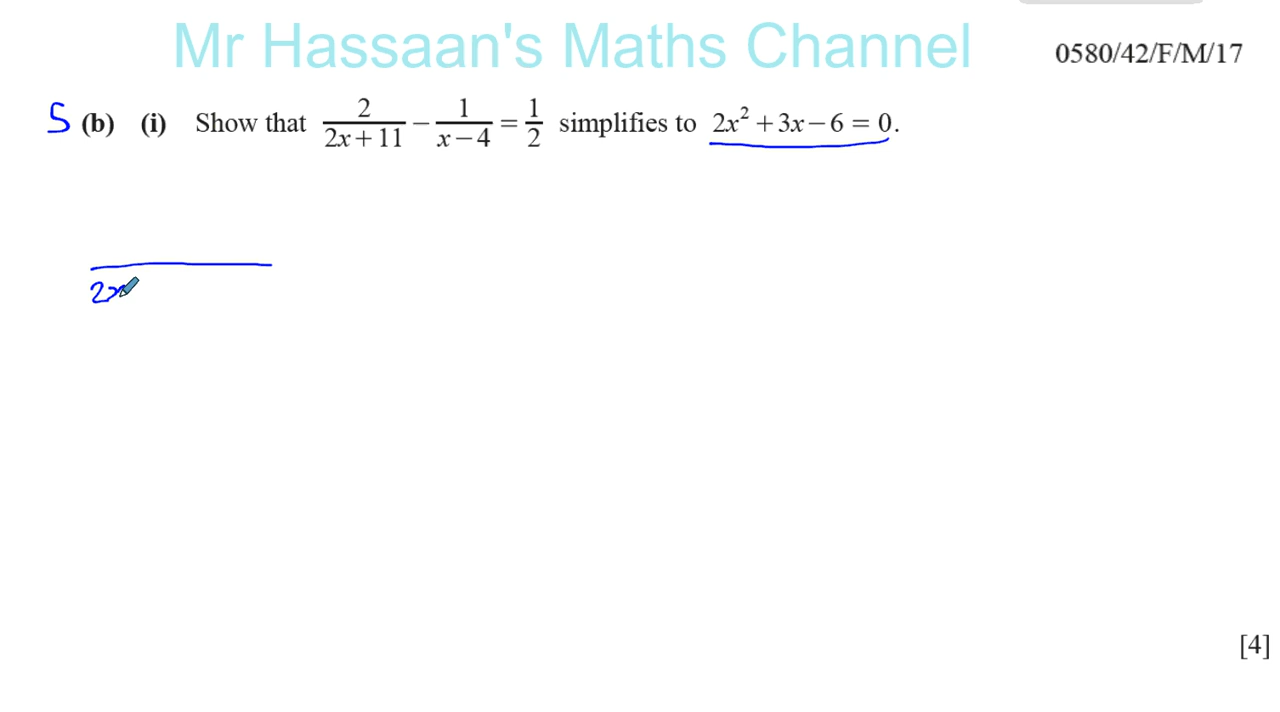 Mr Hassaan's Maths Channel
0580/42/F/M/17
5 (b) (i) Show that 2/(2x+11) − 1/(x−4) = 1/2 simplifies to 2x² + 3x − 6 = 0.
2x
[4]